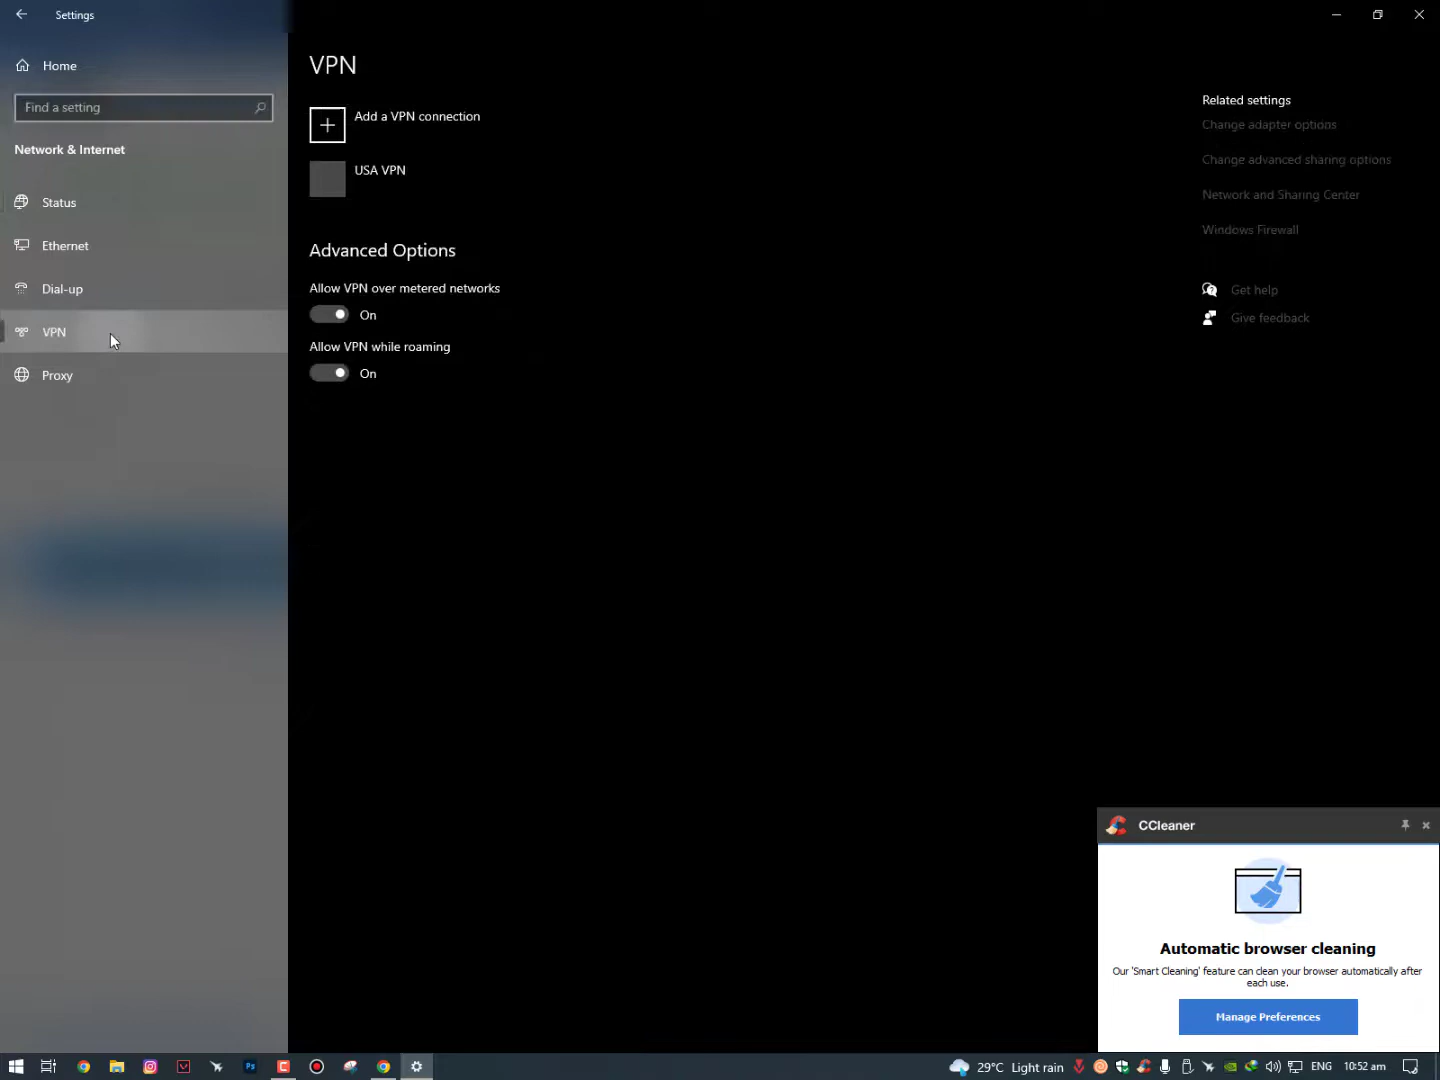 Settings
Home
Find a setting
Network & Internet
Status
Ethernet
Dial-up
VPN
Proxy
VPN
Add a VPN connection
USA VPN
Advanced Options
Allow VPN over metered networks
On
Allow VPN while roaming
On
Related settings
Change adapter options
Change advanced sharing options
Network and Sharing Center
Windows Firewall
Get help
Give feedback
CCleaner
Automatic browser cleaning
Our 'Smart Cleaning' feature can clean your browser automatically after
each use.
Manage Preferences
Ps
29°C Light rain
ENG
10:52 am